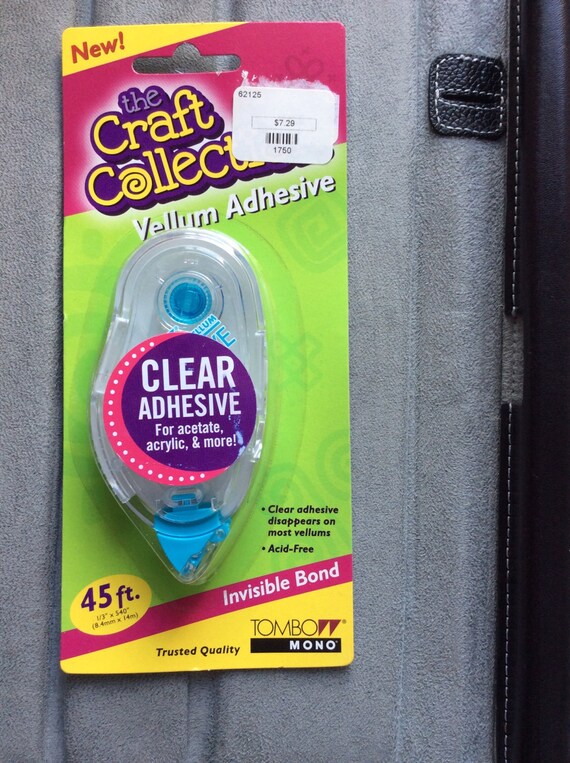 New!
62125
$7.29
1750
the
Craft
Collecti
Vellum Adhesive
CLEAR
ADHESIVE
For acetate,
acrylic, & more!
• Clear adhesive
disappears on
most vellums
• Acid-Free
45 ft.
1/3" x 540"
(8.4mm x 14m)
Invisible Bond
TOMBOW®
MONO®
Trusted Quality